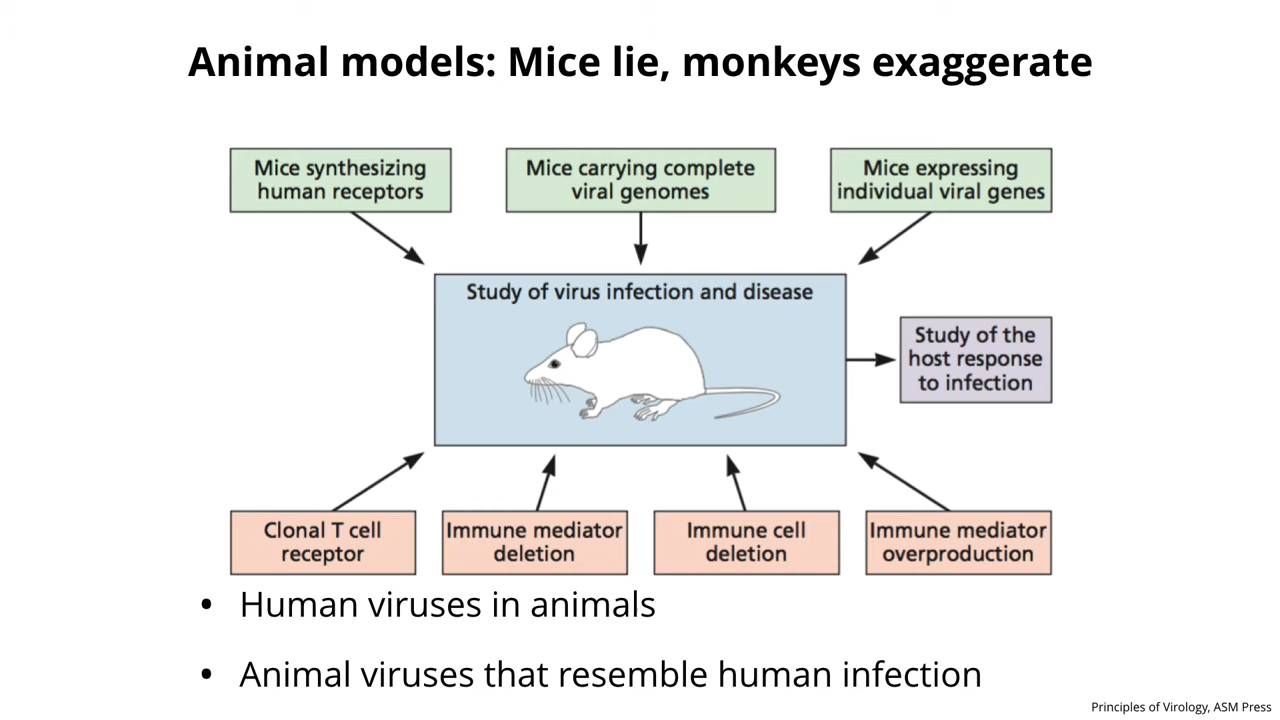 Animal models: Mice lie, monkeys exaggerate
Mice synthesizing
human receptors
Mice carrying complete
viral genomes
Mice expressing
individual viral genes
Study of virus infection and disease
Study of the
host response
to infection
Clonal T cell
receptor
Immune mediator
deletion
Immune cell
deletion
Immune mediator
overproduction
• Human viruses in animals
• Animal viruses that resemble human infection
Principles of Virology, ASM Press